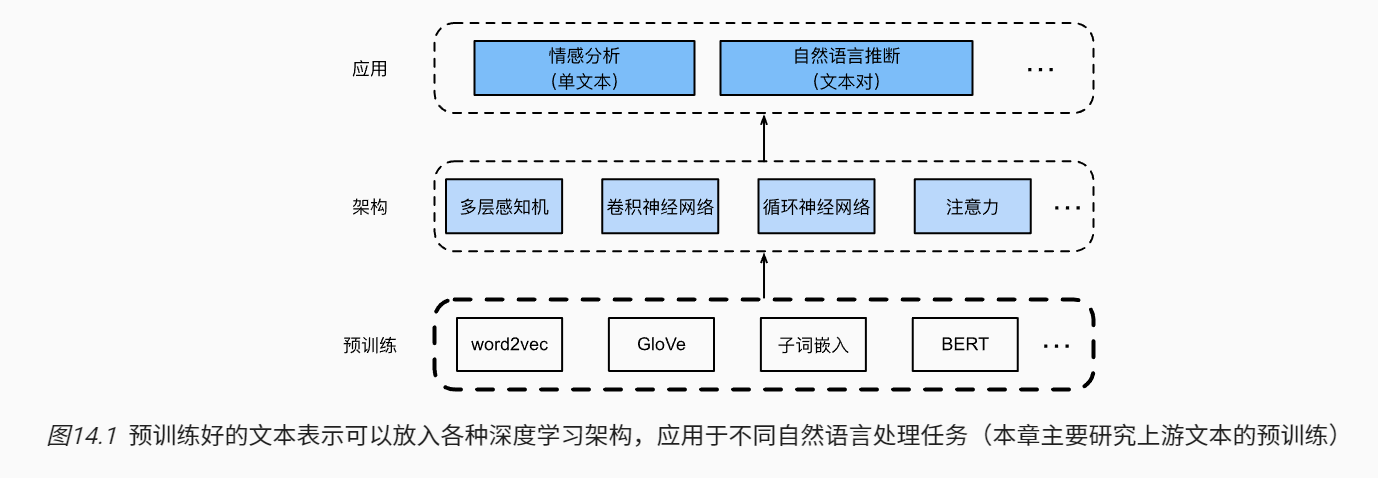 应用
情感分析
(单文本)
自然语言推断
(文本对)
···
架构
多层感知机
卷积神经网络
循环神经网络
注意力
···
预训练
word2vec
GloVe
子词嵌入
BERT
···
图14.1 预训练好的文本表示可以放入各种深度学习架构，应用于不同自然语言处理任务（本章主要研究上游文本的预训练）